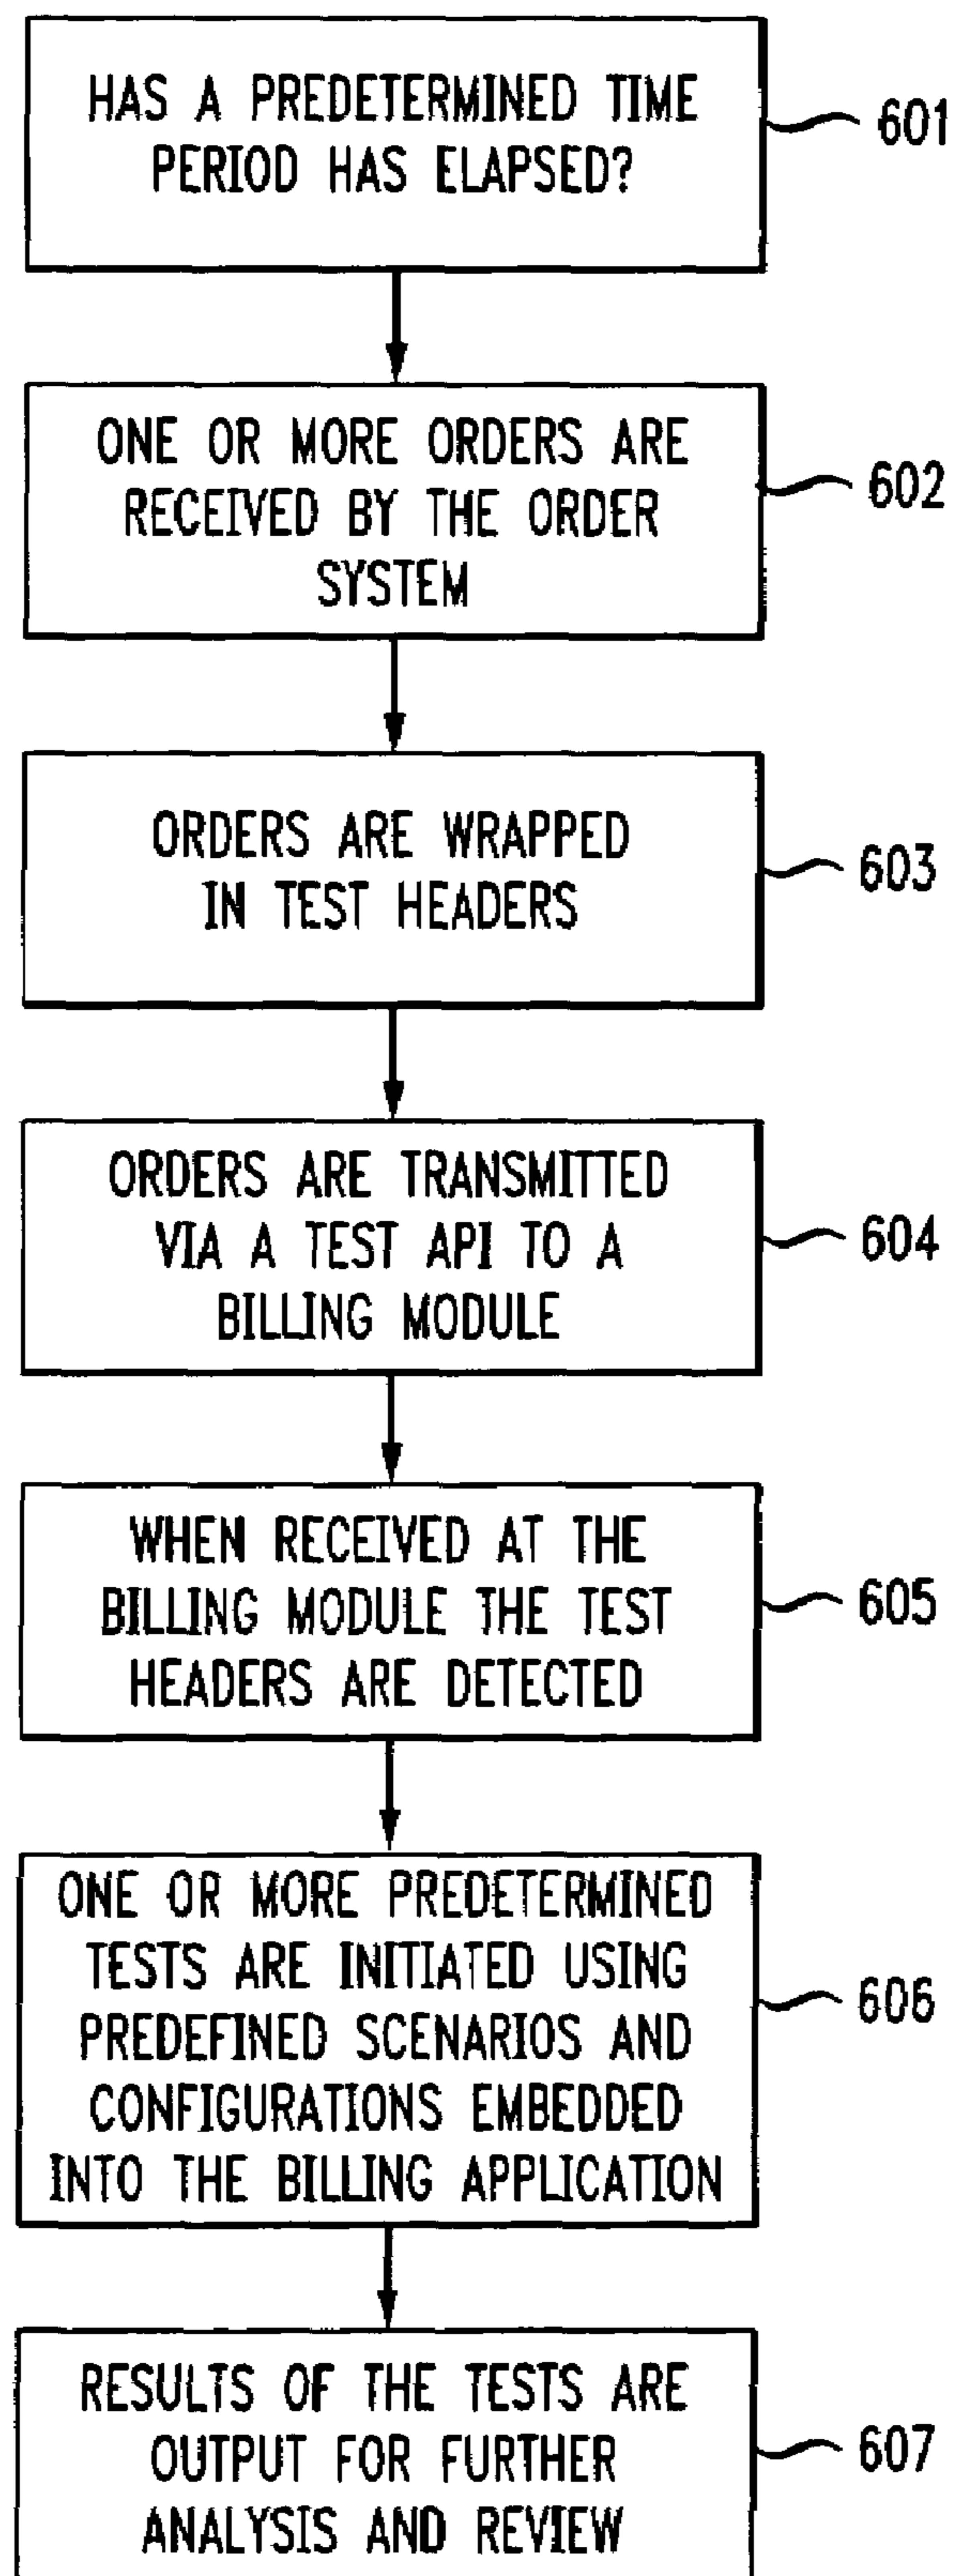 HAS A PREDETERMINED TIME
PERIOD HAS ELAPSED?
601
ONE OR MORE ORDERS ARE
RECEIVED BY THE ORDER
SYSTEM
602
ORDERS ARE WRAPPED
IN TEST HEADERS
603
ORDERS ARE TRANSMITTED
VIA A TEST API TO A
BILLING MODULE
604
WHEN RECEIVED AT THE
BILLING MODULE THE TEST
HEADERS ARE DETECTED
605
ONE OR MORE PREDETERMINED
TESTS ARE INITIATED USING
PREDEFINED SCENARIOS AND
CONFIGURATIONS EMBEDDED
INTO THE BILLING APPLICATION
606
RESULTS OF THE TESTS ARE
OUTPUT FOR FURTHER
ANALYSIS AND REVIEW
607